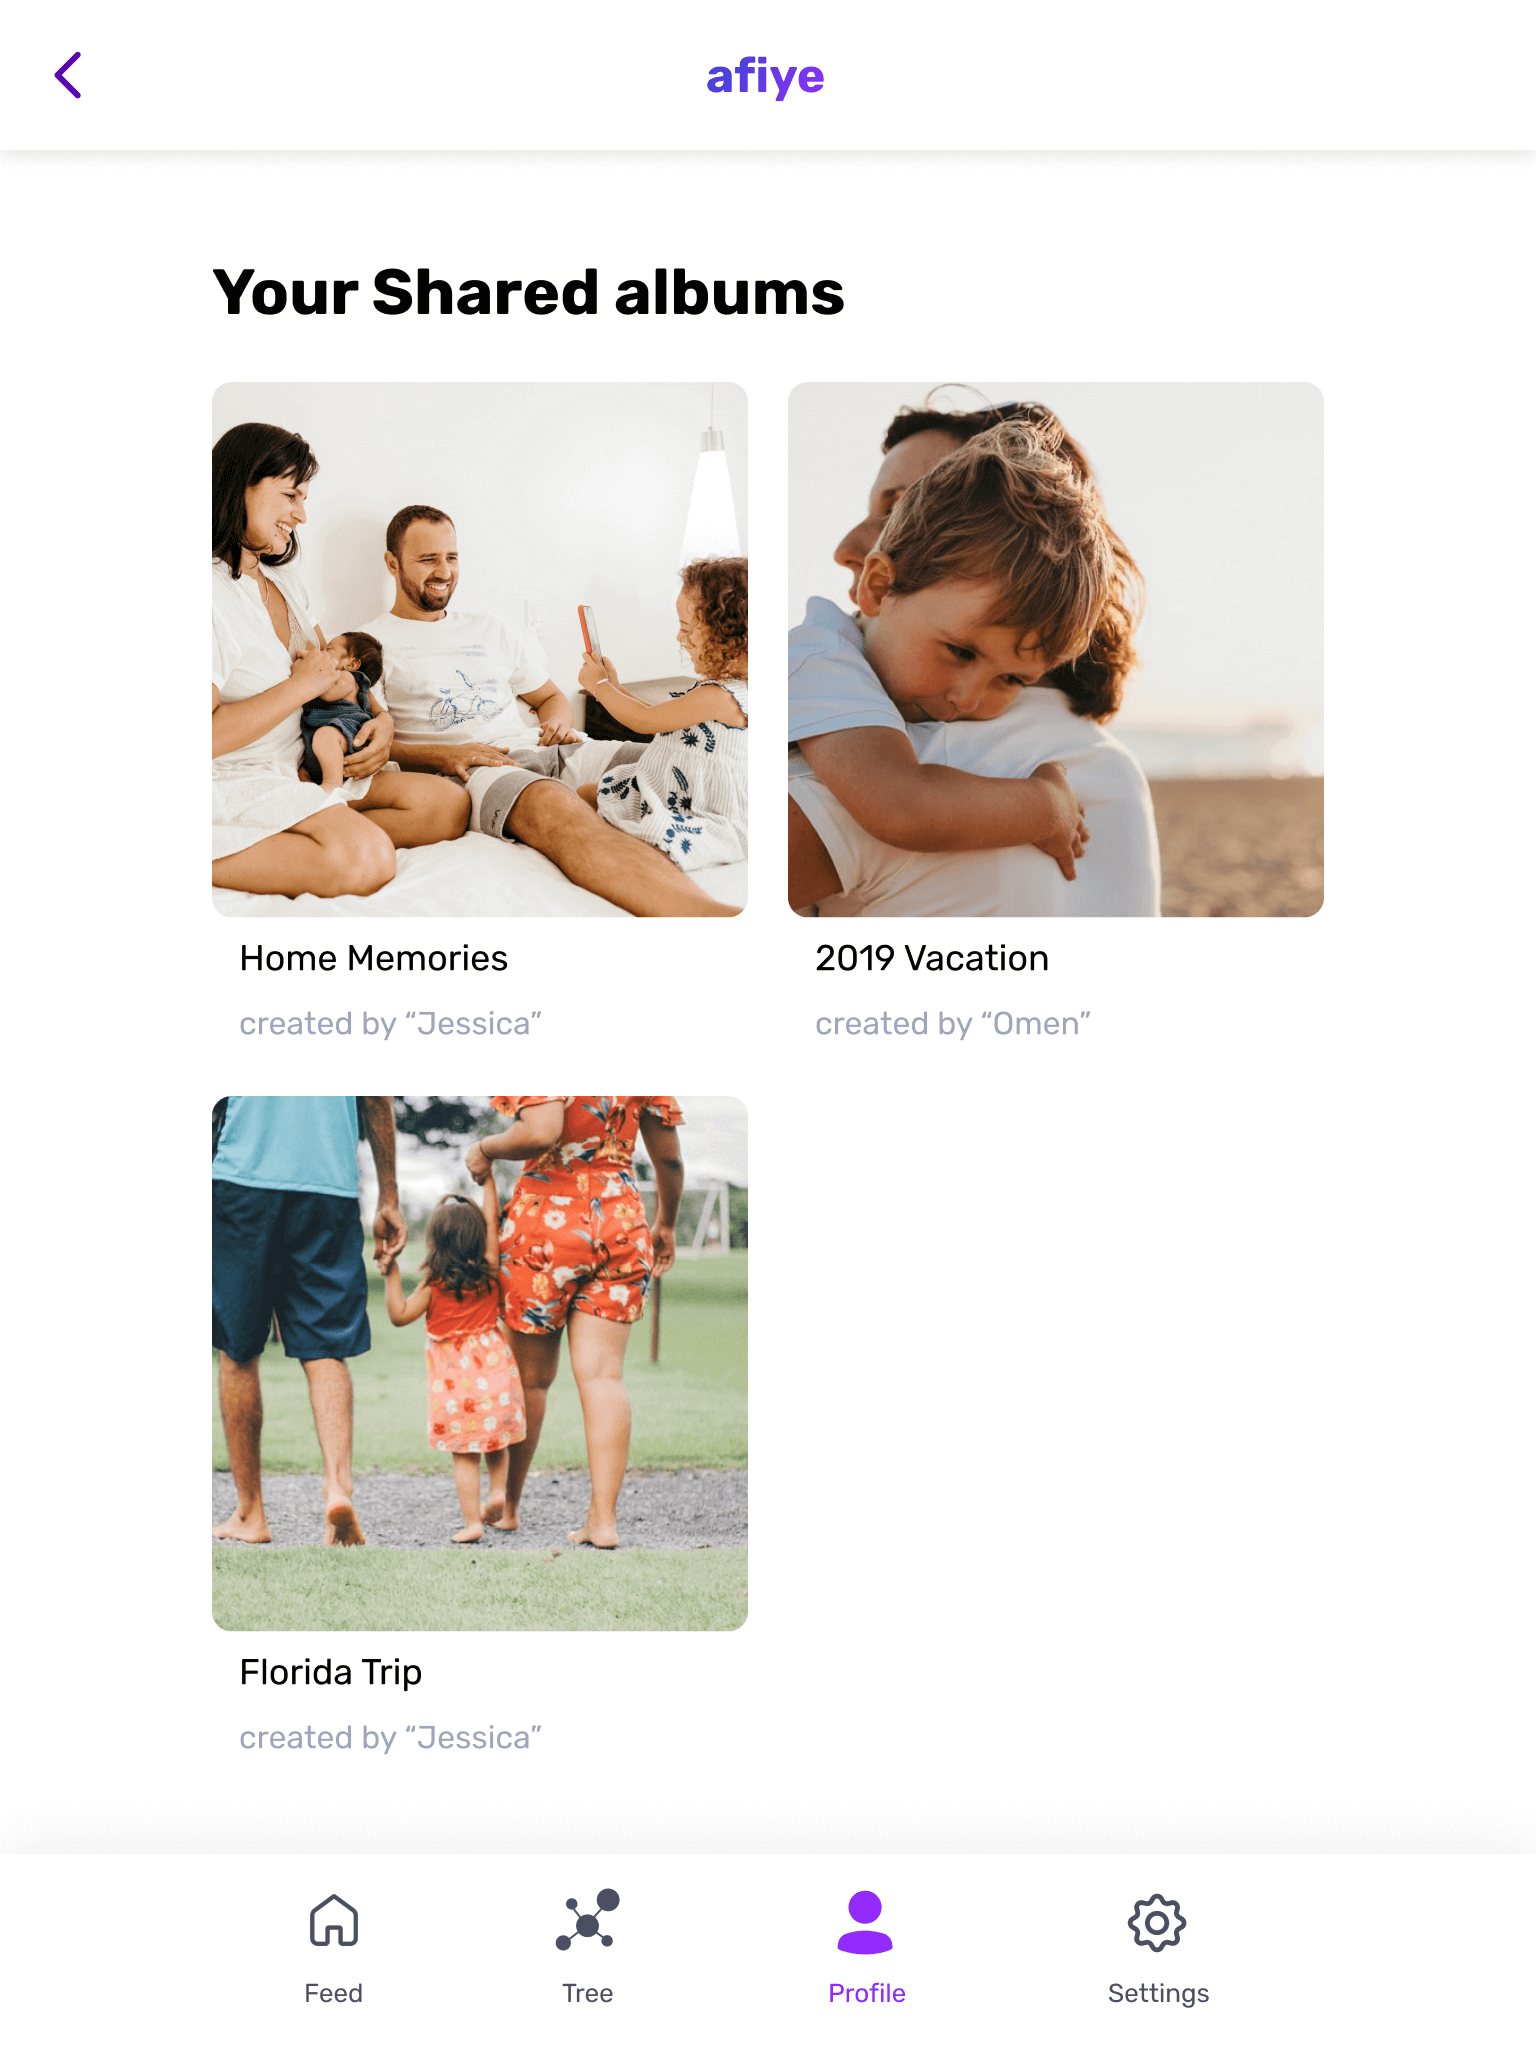 afiye
Your Shared albums
Home Memories
created by “Jessica”
2019 Vacation
created by “Omen”
Florida Trip
created by “Jessica”
Feed
Tree
Profile
Settings